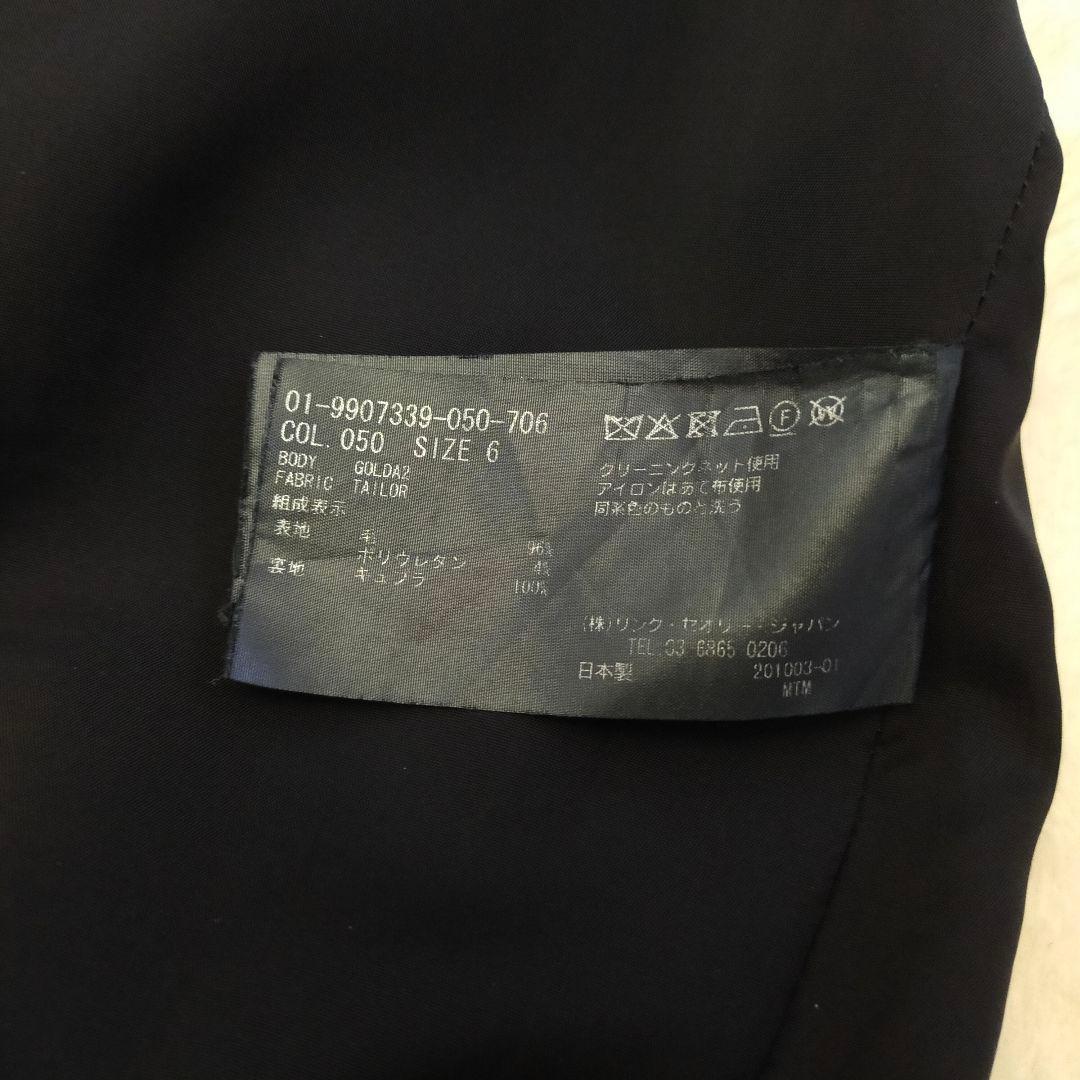 01-9907339-050-706
COL. 050 SIZE 6
BODY GOLDA2
FABRIC TAILOR
組成表示
表地 毛 96%
ポリウレタン 4%
裏地 キュプラ 100%
F
W
クリーニングネット使用
アイロンはあて布使用
同系色のものと洗う
(株)リンク・セオリー・ジャパン
TEL.03 6865 0206
日本製 201003-01
MTM